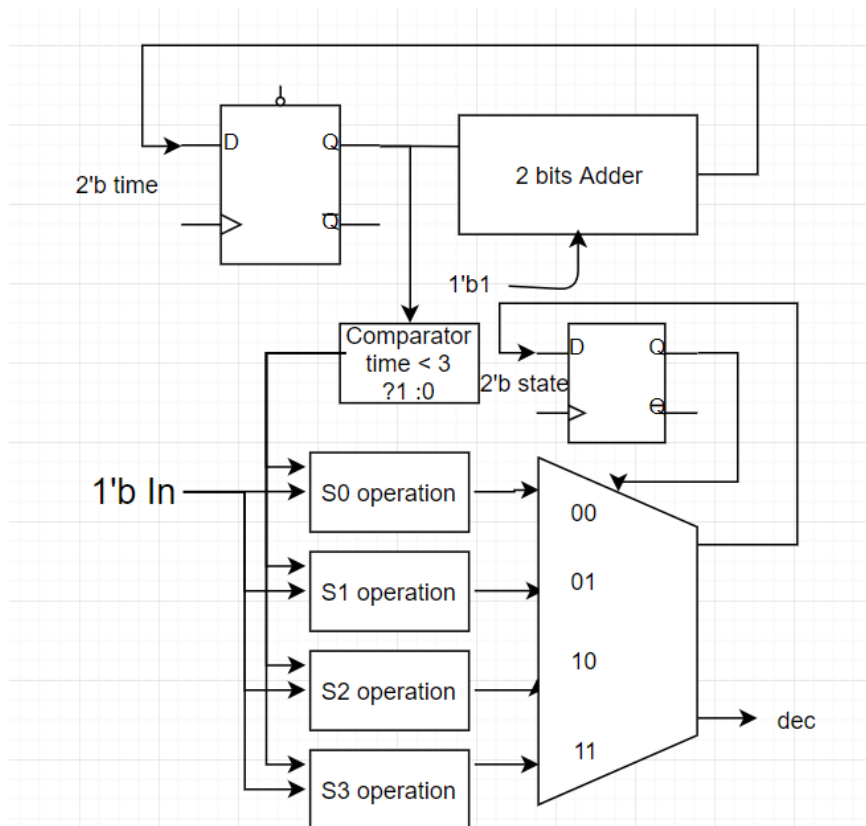 D
Q
2 bits Adder
2'b time
Q
1'b1
Comparator
time < 3
?1 :0
D
Q
2'b state
Q
1'b In
S0 operation
00
S1 operation
01
S2 operation
10
S3 operation
11
dec